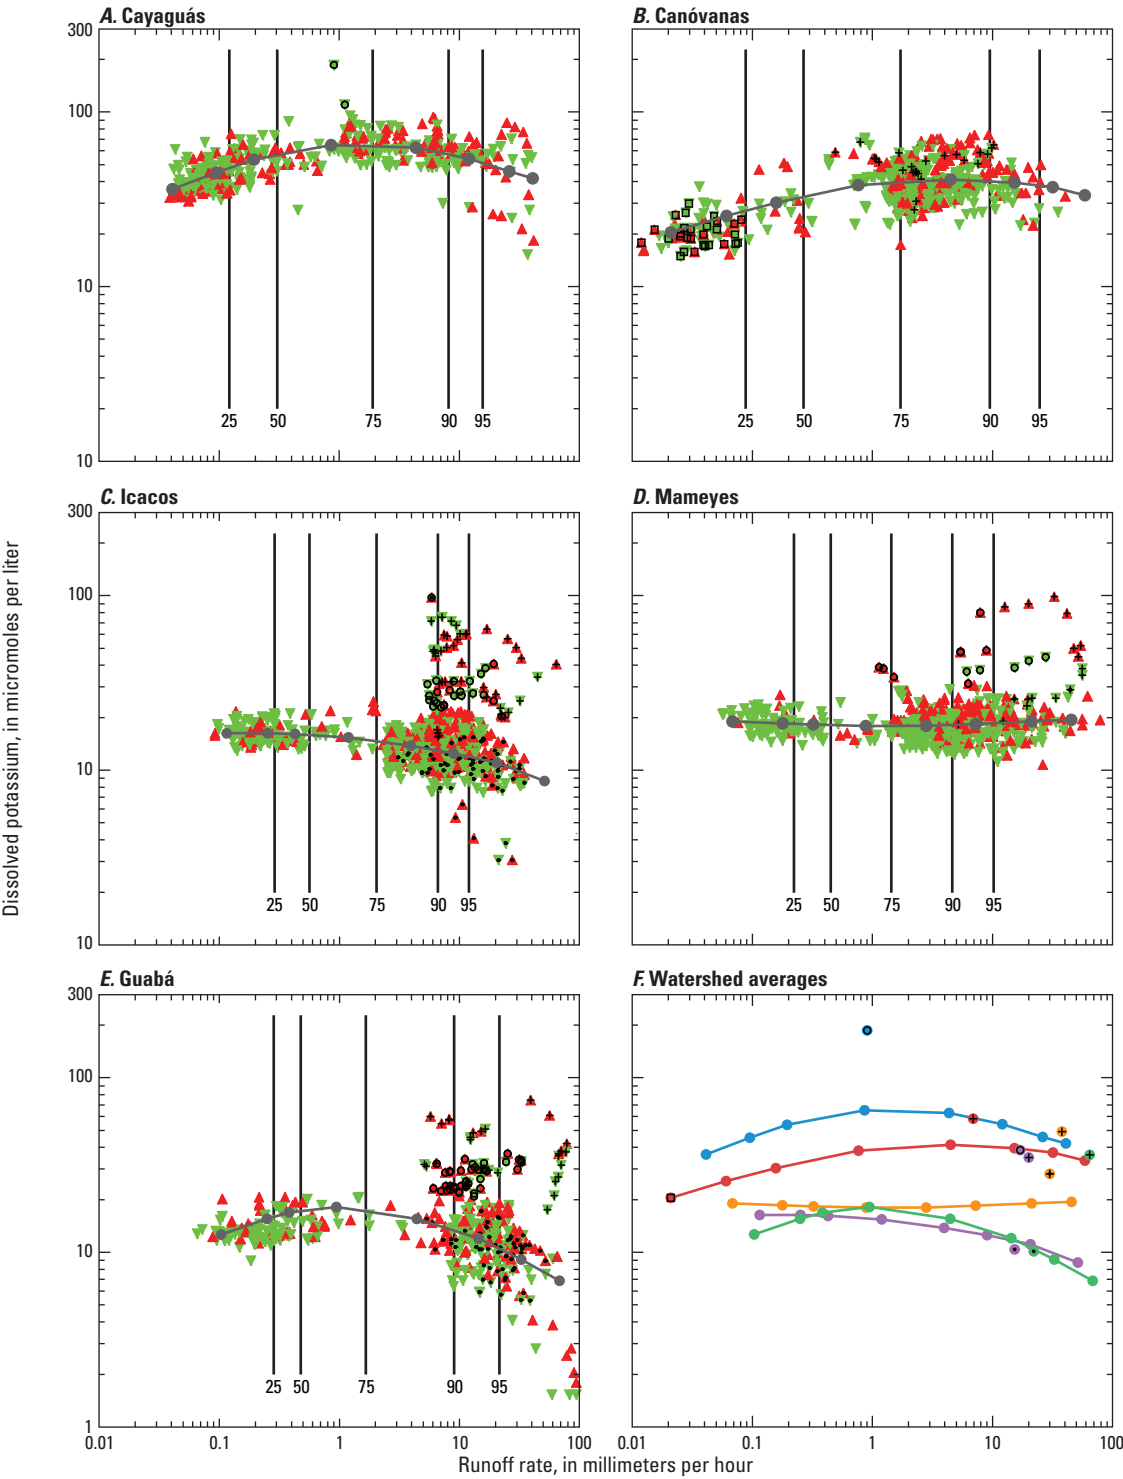 A. Cayaguás
B. Canóvanas
300
100
10
10
25 50 75 90 95
25 50 75 90 95
C. Icacos
D. Mameyes
300
100
10
10
25 50 75 90 95
25 50 75 90 95
E. Guabá
F. Watershed averages
300
100
10
1
25 50 75 90 95
0.01 0.1 1 10 100
0.01 0.1 1 10 100
Runoff rate, in millimeters per hour
Dissolved potassium, in micromoles per liter